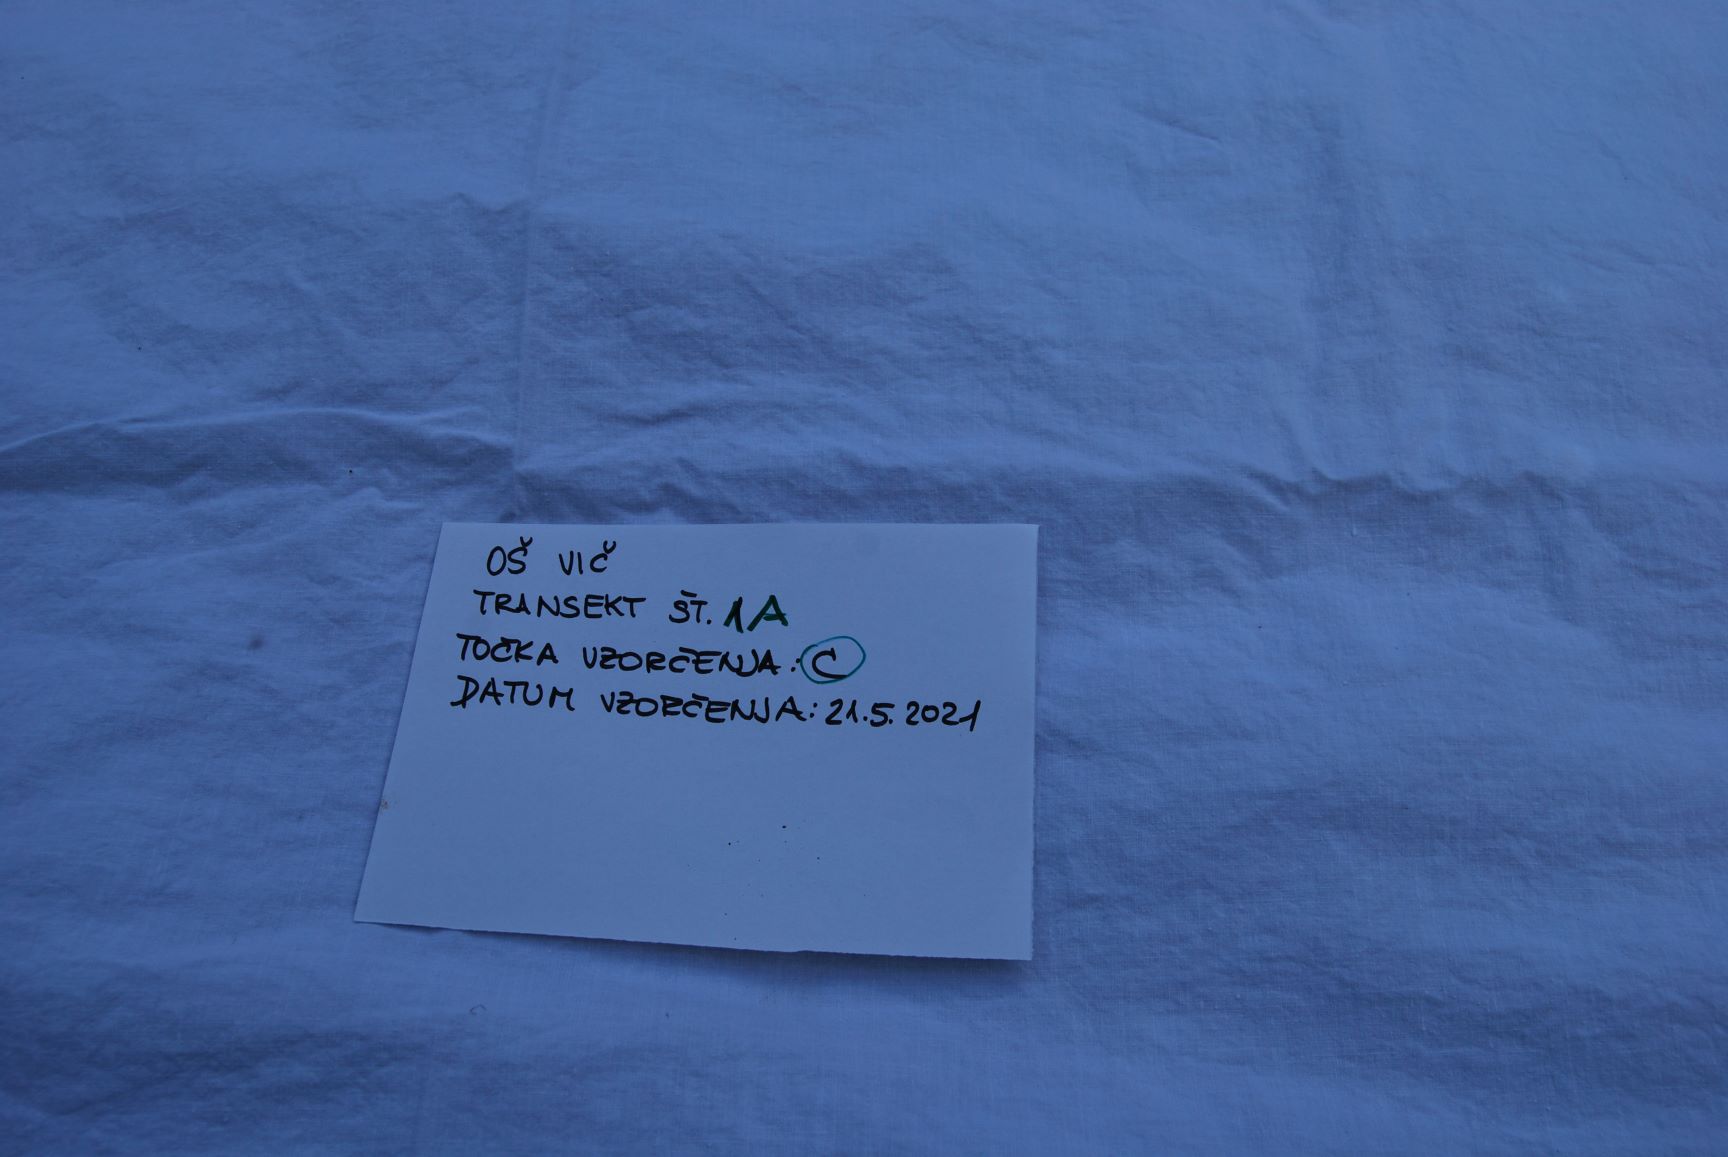 OŠ VIČ
TRANSEKT ŠT. 1A
TOČKA VZORČENJA: C
DATUM VZORČENJA: 21.5.2021